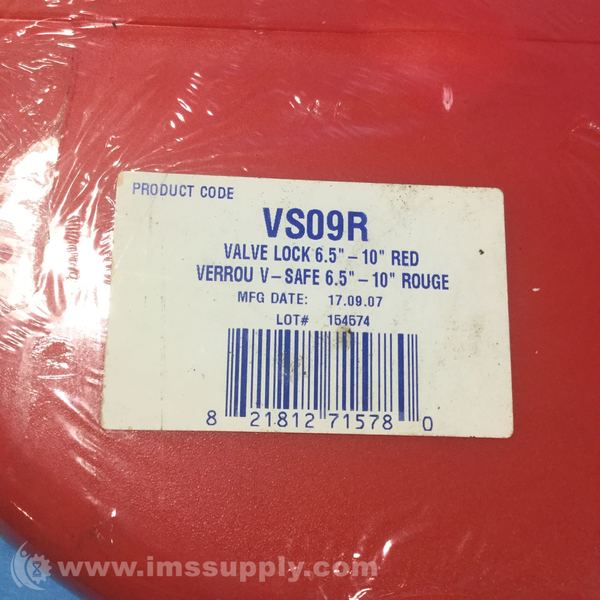 PRODUCT CODE
VS09R
VALVE LOCK 6.5" - 10" RED
VERROU V-SAFE 6.5" - 10" ROUGE
MFG DATE: 17.09.07
LOT# 154574
8 21812 71578 0
www.imssupply.com